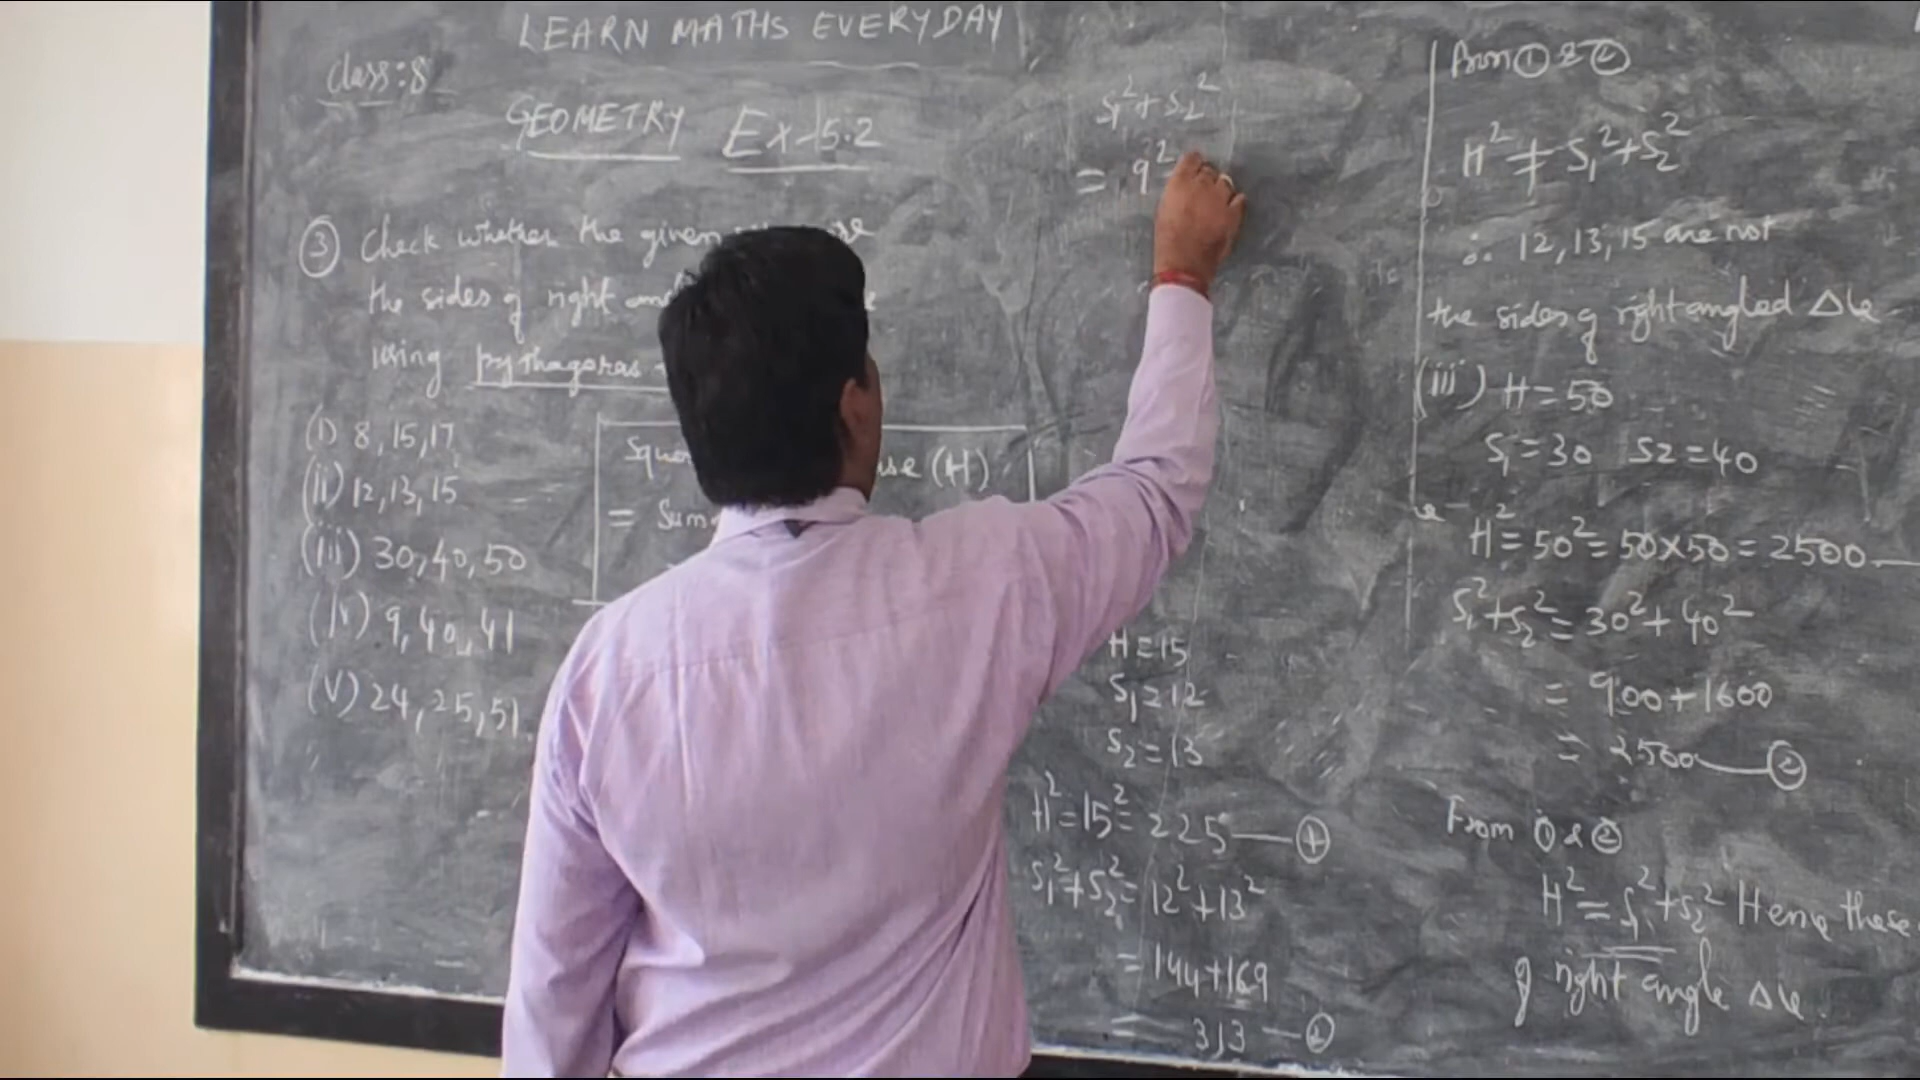 LEARN MATHS EVERYDAY
Class:8
GEOMETRY Ex-5.2
③ Check whether the given
the sides of right
using pythagoras
(i) 8,15,17
(ii) 12,13,15
(iii) 30,40,50
(iv) 9,40,41
(v) 24,25,51
(H)
= Sum
S₁²+S₂²
= 9²
H=15
S₁=12
S₂=13
H²=15²=225—①
S₁²+S₂²=12²+13²
=144+169
= 313—②
From ① & ②
H²≠S₁²+S₂²
∴ 12,13,15 are not
the sides of right angled Δle
(iii) H=50
S₁=30 S2=40
H²=50²=50×50=2500—
S₁²+S₂²=30²+40²
= 900+1600
= 2500—②
From ① & ②
H²=S₁²+S₂² Hence these
of right angle Δle.